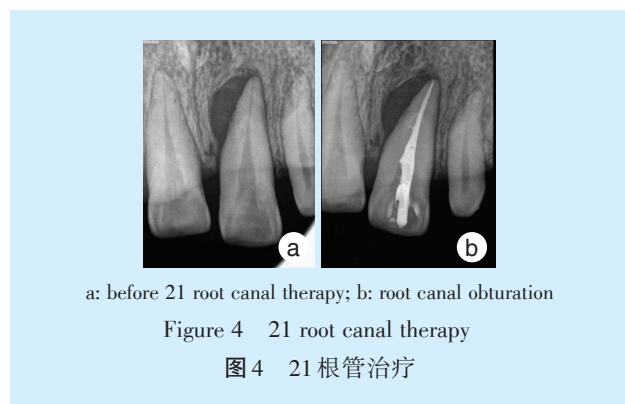 a
b
a: before 21 root canal therapy; b: root canal obturation
Figure 4 21 root canal therapy
图4 21根管治疗